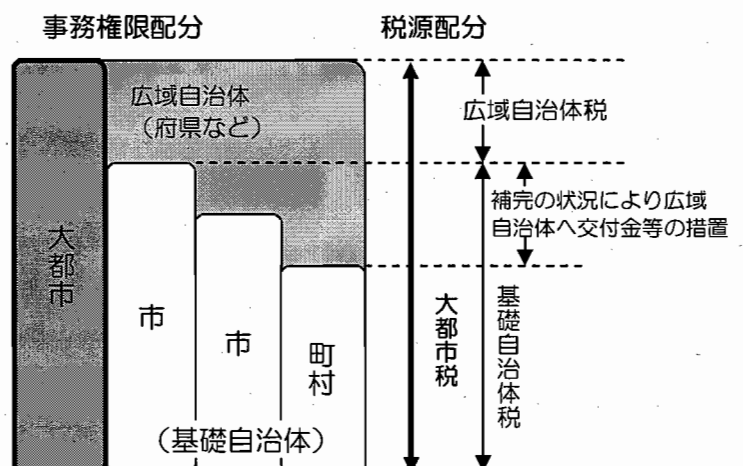 事務権限配分
税源配分
広域自治体
(府県など)
広域自治体税
補完の状況により広域
自治体へ交付金等の措置
大都市
市
市
町村
大都市税
基礎自治体税
(基礎自治体)